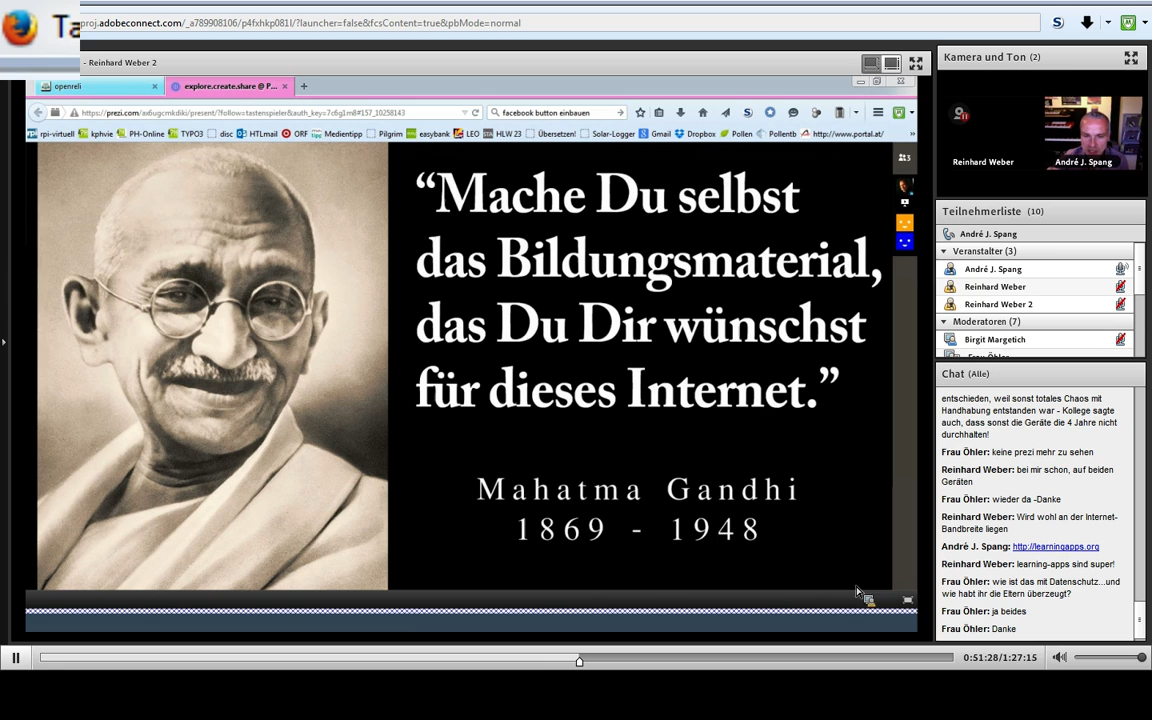 Ta
proj.adobeconnect.com/_a789908106/p4fxhkp081l/?launcher=false&fcsContent=true&pbMode=normal
- Reinhard Weber 2
openreli
explore.create.share @ P...
https://prezi.com/ax6ugcmkdiki/present/?follow=tastenspieler&auth_key=7c6g1m8#157_10258143
facebook button einbauen
rpi-virtuell kphvie PH-Online TYPO3 disc HTLmail ORF Medientipp Pilgrim easybank LEO HLW 23 Übersetzen! Solar-Logger Gmail Dropbox Pollen Pollentb http://www.portal.at/
“Mache Du selbst
das Bildungsmaterial,
das Du Dir wünschst
für dieses Internet.”
Mahatma Gandhi
1869 - 1948
Kamera und Ton (2)
Reinhard Weber
André J. Spang
Teilnehmerliste (10)
André J. Spang
Veranstalter (3)
André J. Spang
Reinhard Weber
Reinhard Weber 2
Moderatoren (7)
Birgit Margetich
Frau Öhler
Chat (Alle)
entschieden, weil sonst totales Chaos mit
Handhabung entstanden war - Kollege sagte
auch, dass sonst die Geräte die 4 Jahre nicht
durchhalten!
Frau Öhler: keine prezi mehr zu sehen
Reinhard Weber: bei mir schon, auf beiden
Geräten
Frau Öhler: wieder da -Danke
Reinhard Weber: Wird wohl an der Internet-
Bandbreite liegen
André J. Spang: http://learningapps.org
Reinhard Weber: learning-apps sind super!
Frau Öhler: wie ist das mit Datenschutz...und
wie habt ihr die Eltern überzeugt?
Frau Öhler: ja beides
Frau Öhler: Danke
0:51:28/1:27:15